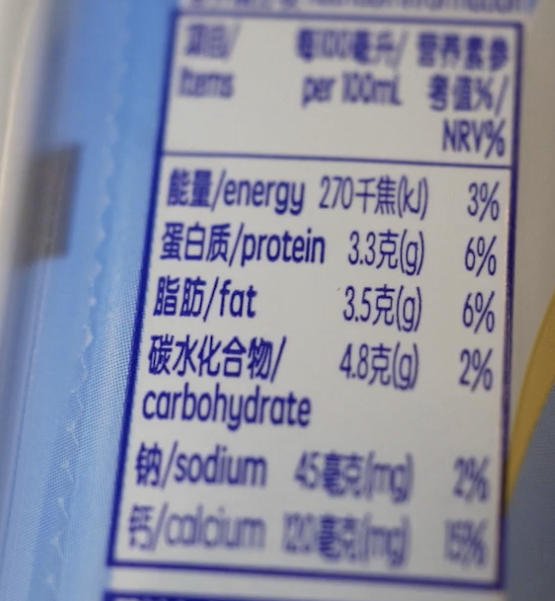 项目/ 每100毫升/ 营养素参
Items per 100mL 考值%/
NRV%
能量/energy 270千焦(kJ) 3%
蛋白质/protein 3.3克(g) 6%
脂肪/fat 3.5克(g) 6%
碳水化合物/ 4.8克(g) 2%
carbohydrate
钠/sodium 45毫克(mg) 2%
钙/calcium 120毫克(mg) 15%